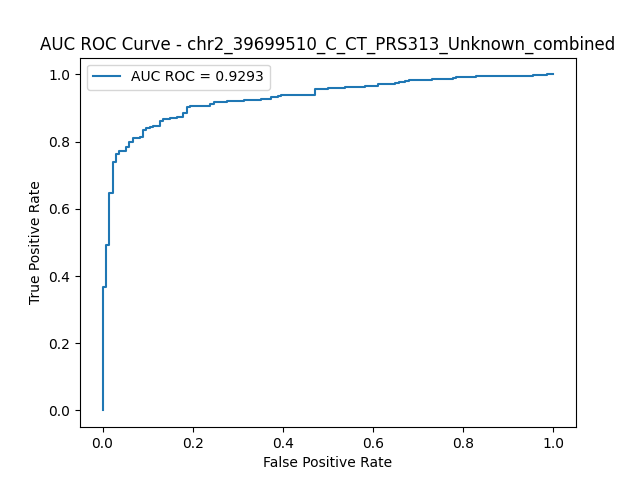 AUC ROC Curve - chr2_39699510_C_CT_PRS313_Unknown_combined
AUC ROC = 0.9293
1.0
0.8
0.6
0.4
0.2
0.0
True Positive Rate
0.0 0.2 0.4 0.6 0.8 1.0
False Positive Rate